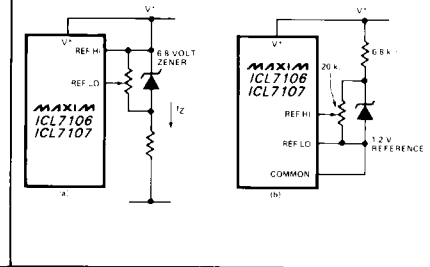 V+
V+
REF HI
6.8 VOLT
ZENER
REF LO
MAXIM
ICL7106
ICL7107
IZ
(a)
V+
V+
6.8 k
MAXIM
ICL7106
ICL7107
20 k
REF HI
REF LO
1.2 V
REFERENCE
COMMON
(b)